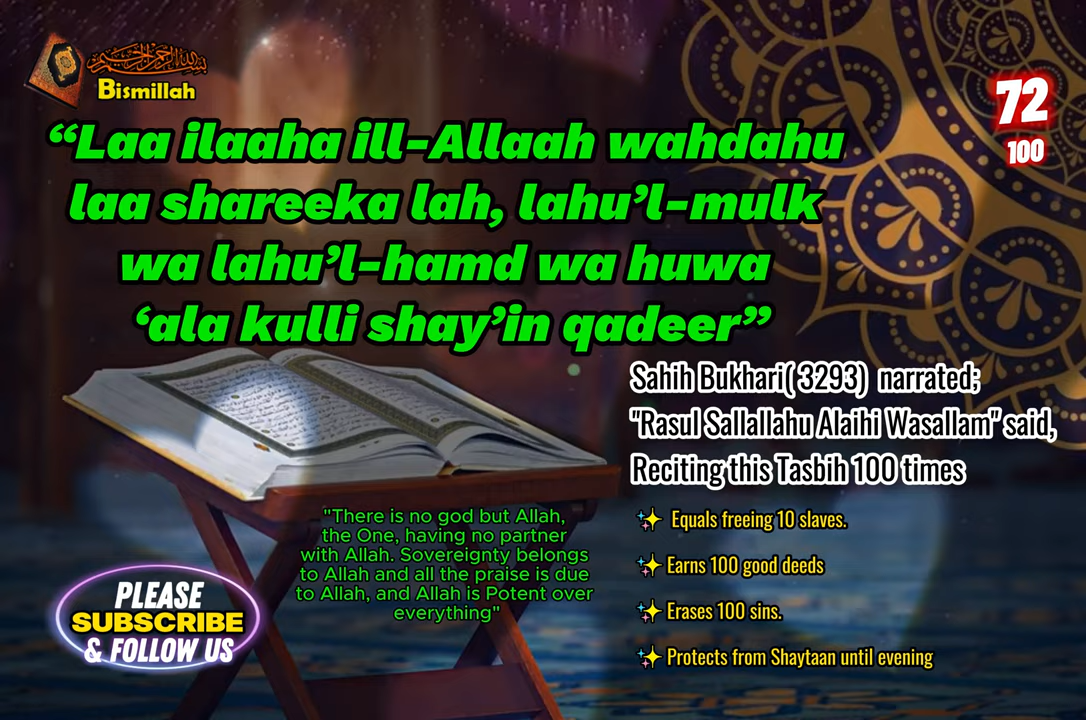 بسم الله الرحمن الرحيم
Bismillah
72
100
“Laa ilaaha ill-Allaah wahdahu
laa shareeka lah, lahu’l-mulk
wa lahu’l-hamd wa huwa
‘ala kulli shay’in qadeer”
Sahih Bukhari(3293) narrated;
"Rasul Sallallahu Alaihi Wasallam" said,
Reciting this Tasbih 100 times
Equals freeing 10 slaves.
Earns 100 good deeds
Erases 100 sins.
Protects from Shaytaan until evening
"There is no god but Allah,
the One, having no partner
with Allah. Sovereignty belongs
to Allah and all the praise is due
to Allah, and Allah is Potent over
everything"
PLEASE
SUBSCRIBE
& FOLLOW US